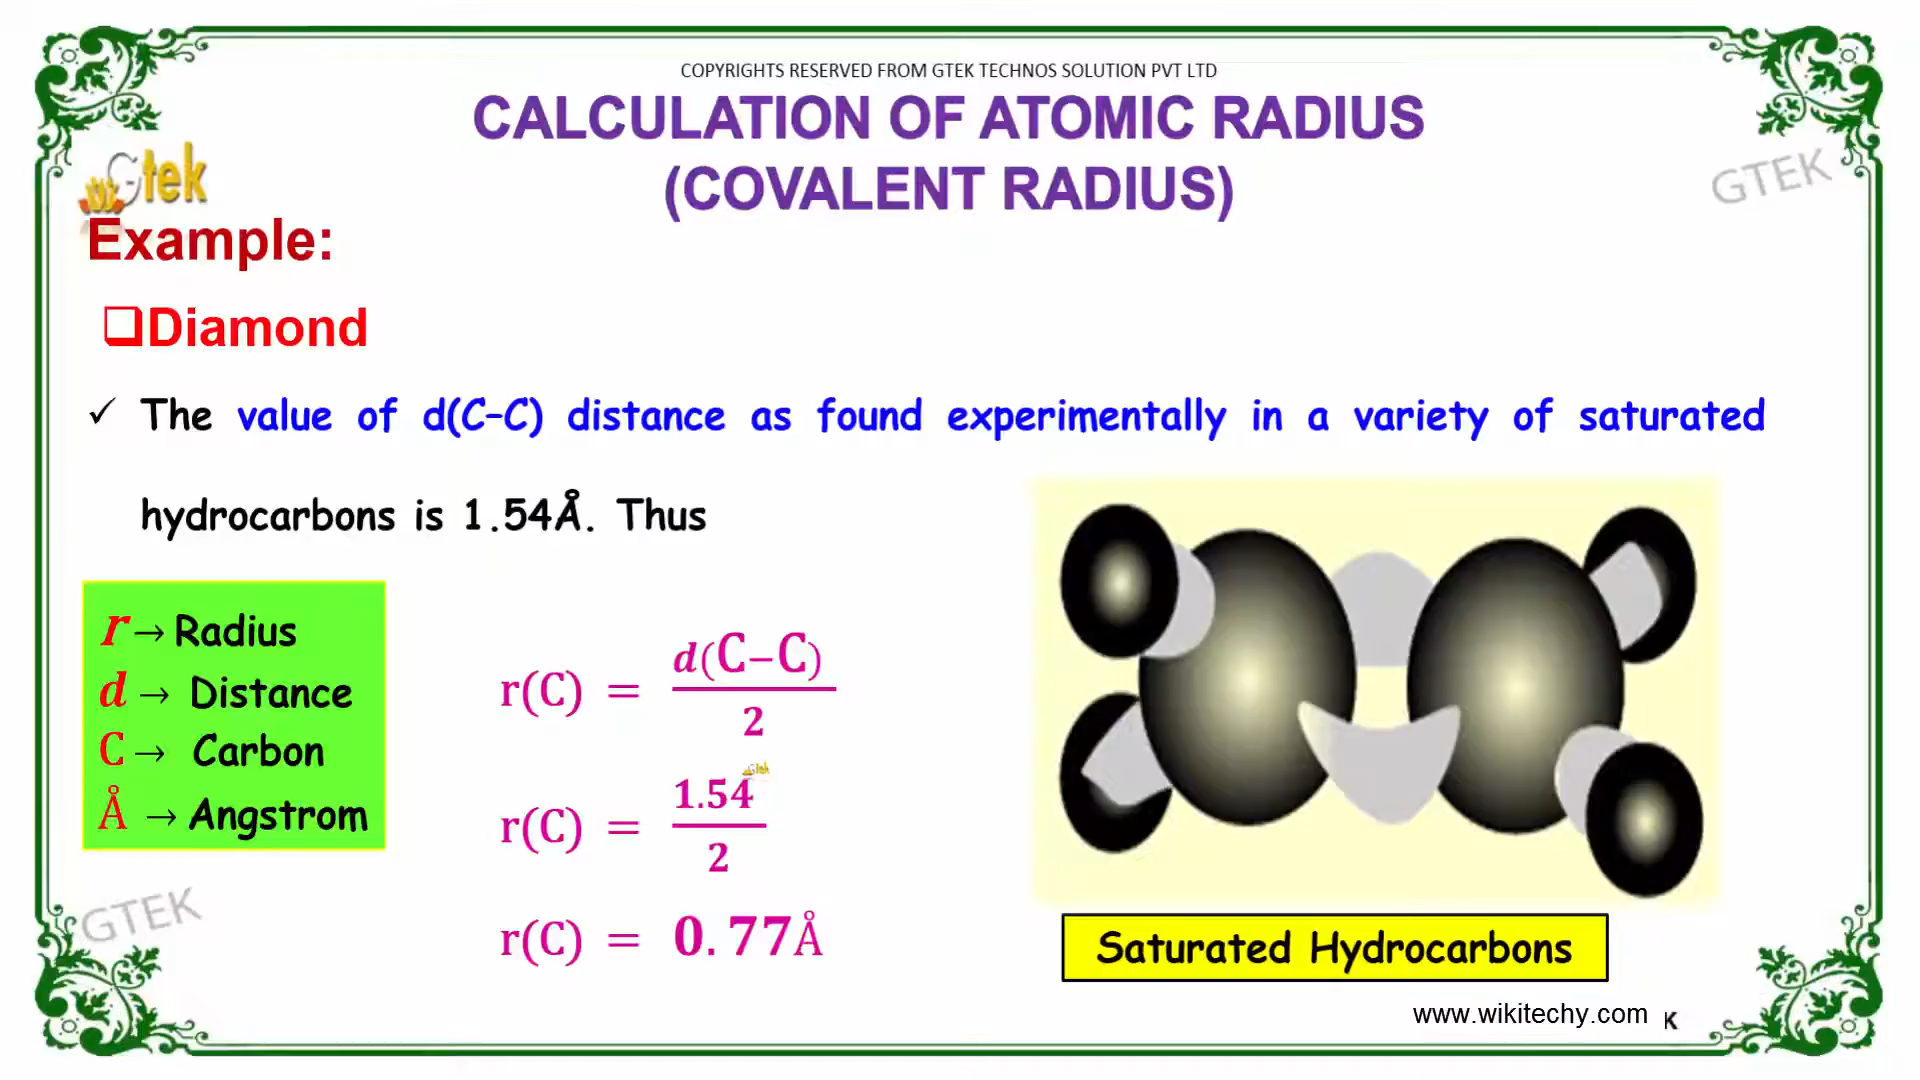 COPYRIGHTS RESERVED FROM GTEK TECHNOS SOLUTION PVT LTD
CALCULATION OF ATOMIC RADIUS
(COVALENT RADIUS)
Gtek
GTEK
Example:
❑Diamond
✓ The value of d(C–C) distance as found experimentally in a variety of saturated
hydrocarbons is 1.54Å. Thus
r→ Radius
d→ Distance
C→ Carbon
Å →Angstrom
r(C) = d(C–C)/2
r(C) = 1.54/2
Gtek
r(C) = 0.77Å
Saturated Hydrocarbons
GTEK
www.wikitechy.com K